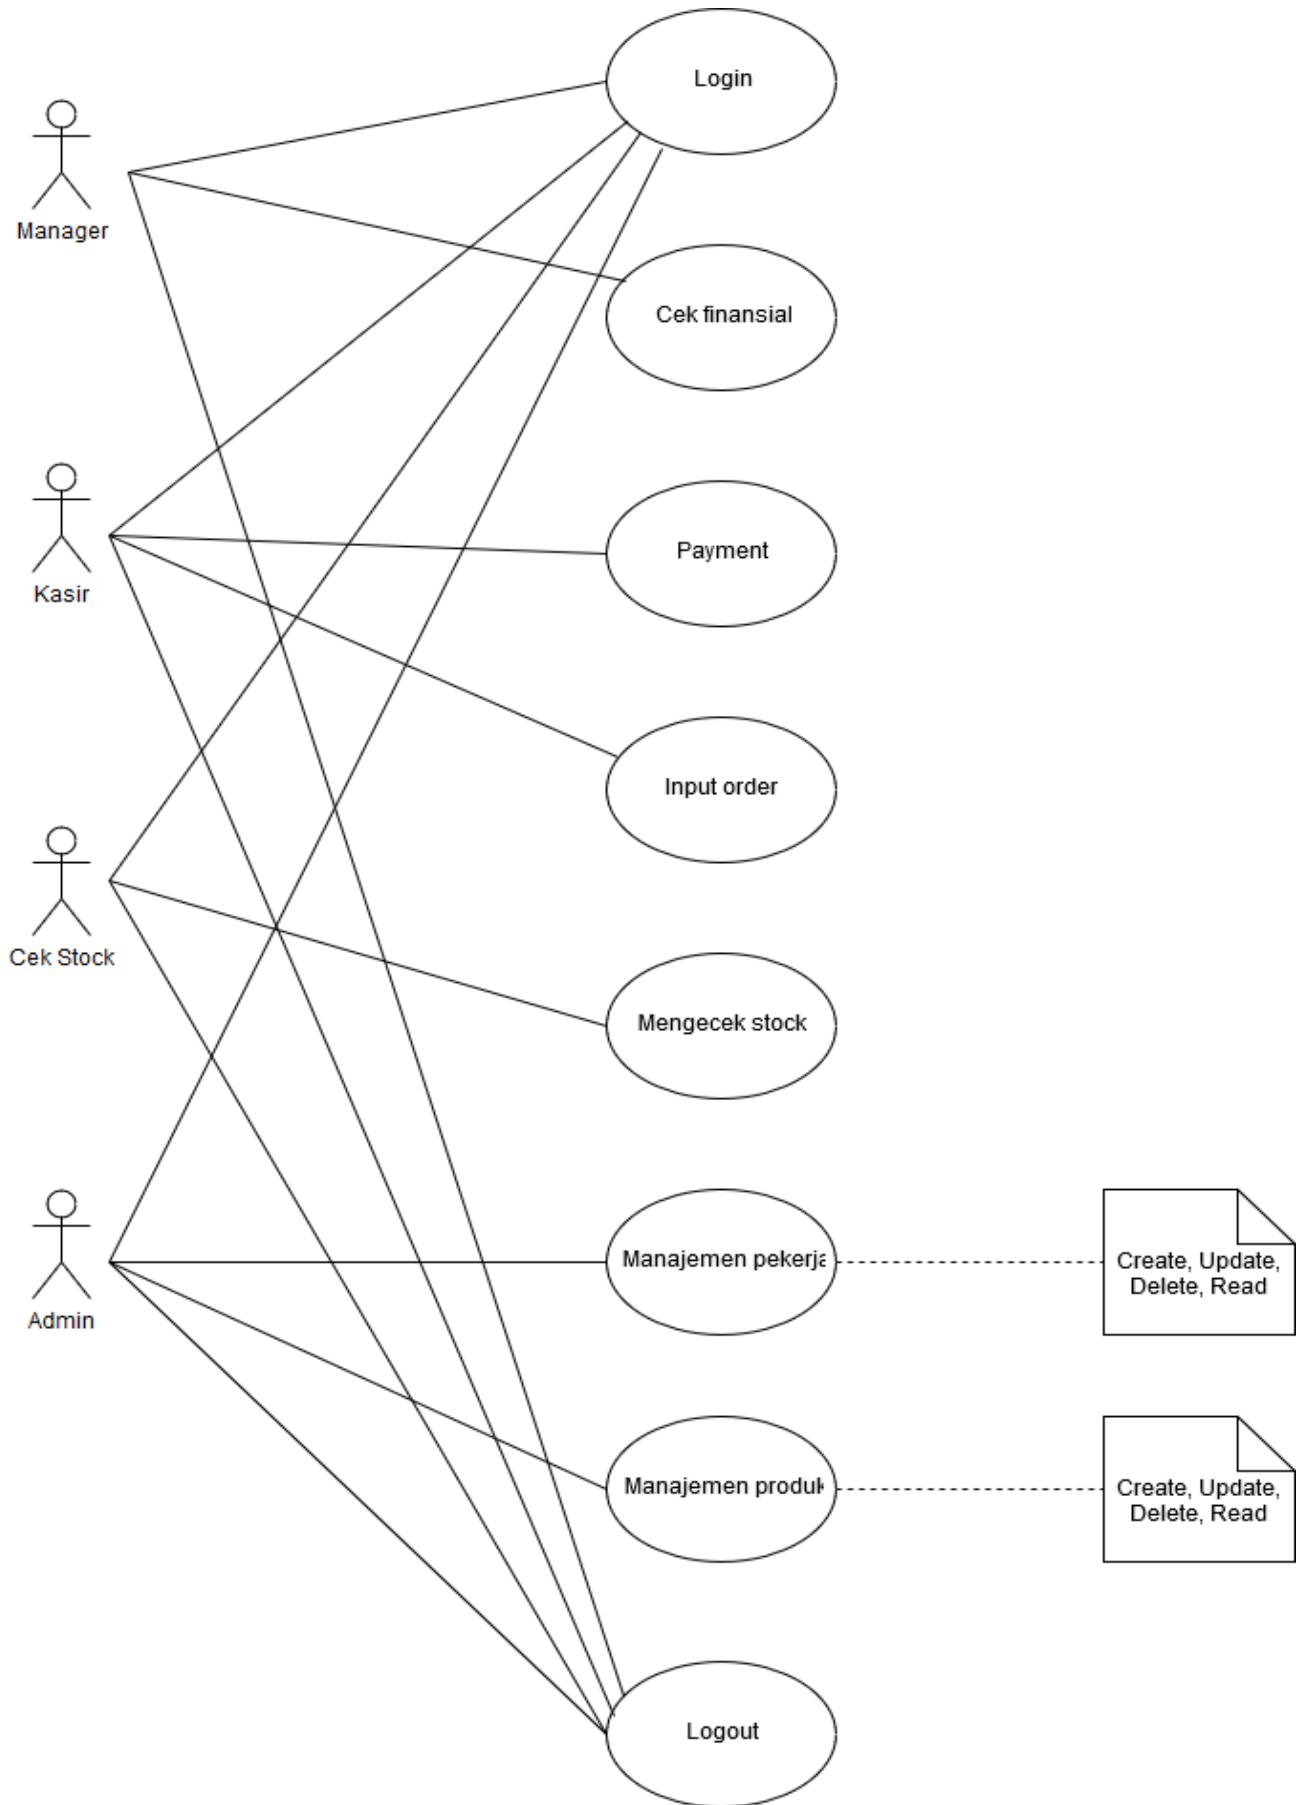 Login
Manager
Cek finansial
Payment
Kasir
Input order
Cek Stock
Mengecek stock
Manajemen pekerja
Create, Update,
Delete, Read
Admin
Manajemen produk
Create, Update,
Delete, Read
Logout